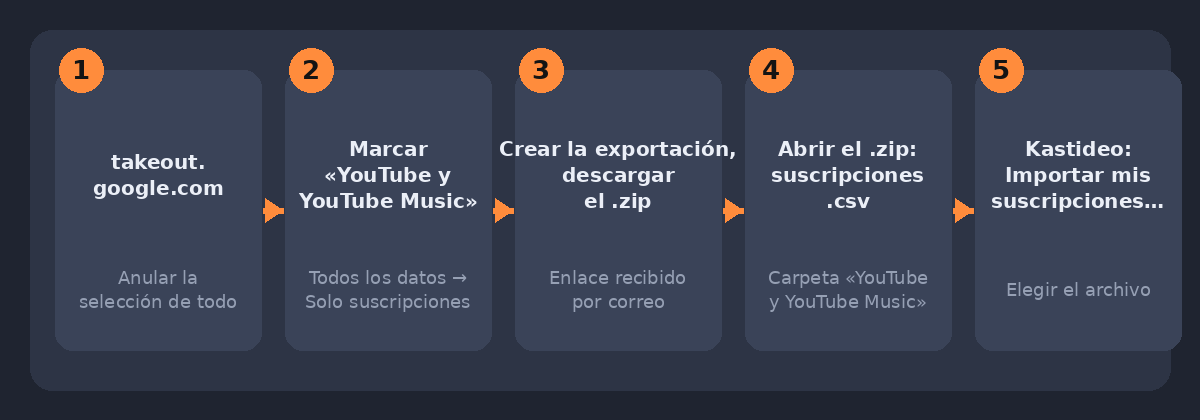 1
takeout.
google.com
Anular la
selección de todo
2
Marcar
«YouTube y
YouTube Music»
Todos los datos →
Solo suscripciones
3
Crear la exportación,
descargar
el .zip
Enlace recibido
por correo
4
Abrir el .zip:
suscripciones
.csv
Carpeta «YouTube
y YouTube Music»
5
Kastideo:
Importar mis
suscripciones…
Elegir el archivo